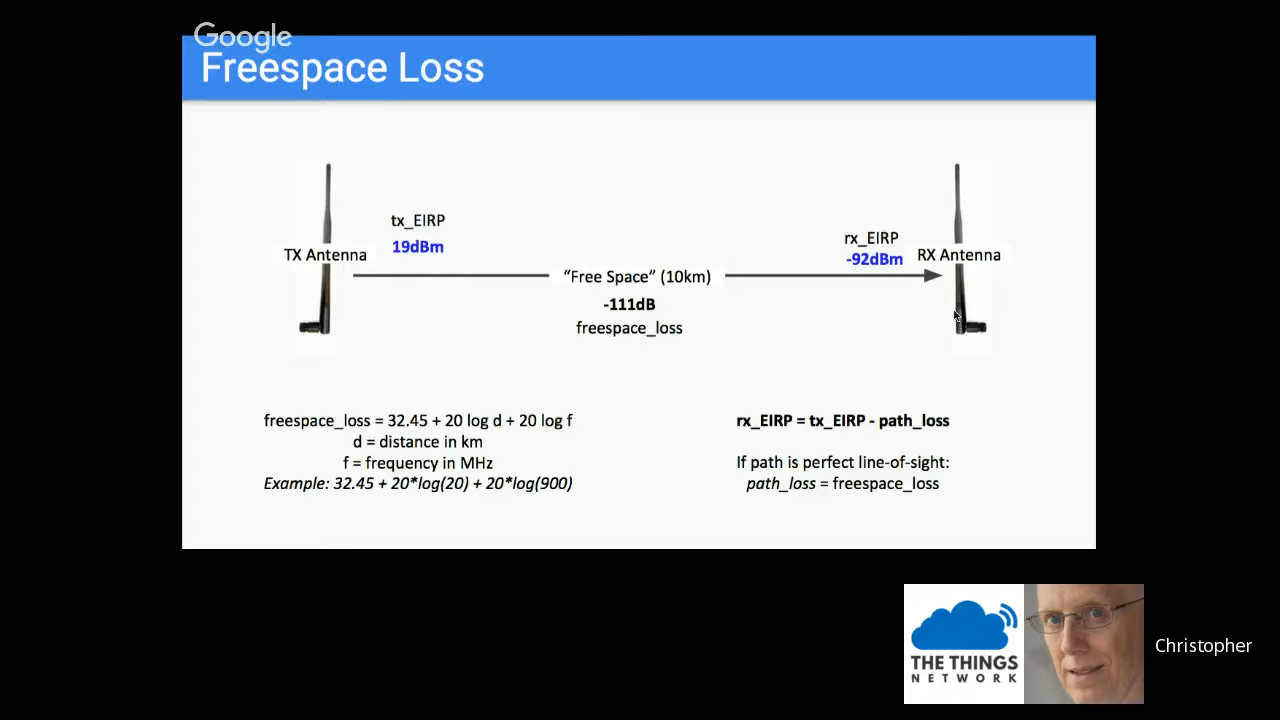 Google
Freespace Loss
tx_EIRP
19dBm
TX Antenna
rx_EIRP
-92dBm
RX Antenna
“Free Space” (10km)
-111dB
freespace_loss
freespace_loss = 32.45 + 20 log d + 20 log f
d = distance in km
f = frequency in MHz
Example: 32.45 + 20*log(20) + 20*log(900)
rx_EIRP = tx_EIRP - path_loss
If path is perfect line-of-sight:
path_loss = freespace_loss
THE THINGS
NETWORK
Christopher